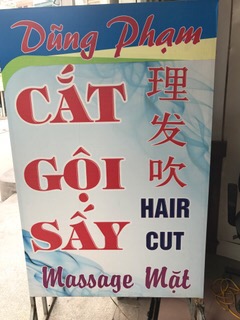 Dũng Phạm
CẮT
GỘI
SẤY
理
发
吹
HAIR
CUT
Massage Mặt